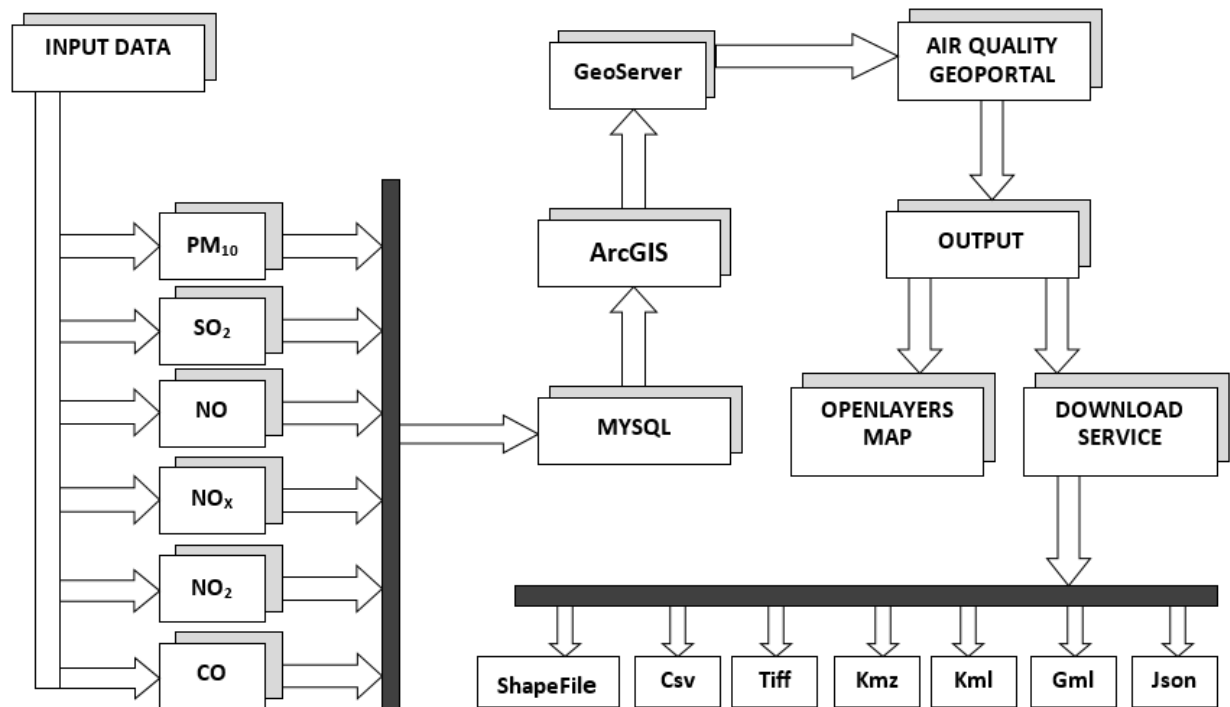 INPUT DATA
PM₁₀
SO₂
NO
NOₓ
NO₂
CO
MYSQL
ArcGIS
GeoServer
AIR QUALITY
GEOPORTAL
OUTPUT
OPENLAYERS
MAP
DOWNLOAD
SERVICE
ShapeFile
Csv
Tiff
Kmz
Kml
Gml
Json